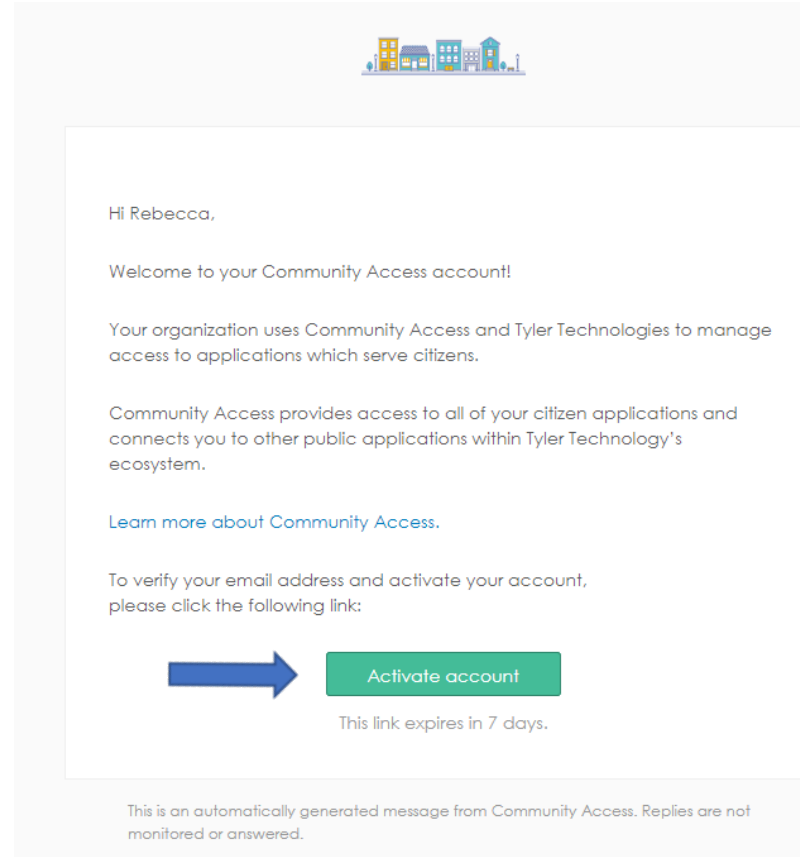 Hi Rebecca,
Welcome to your Community Access account!
Your organization uses Community Access and Tyler Technologies to manage
access to applications which serve citizens.
Community Access provides access to all of your citizen applications and
connects you to other public applications within Tyler Technology's
ecosystem.
Learn more about Community Access.
To verify your email address and activate your account,
please click the following link:
Activate account
This link expires in 7 days.
This is an automatically generated message from Community Access. Replies are not
monitored or answered.